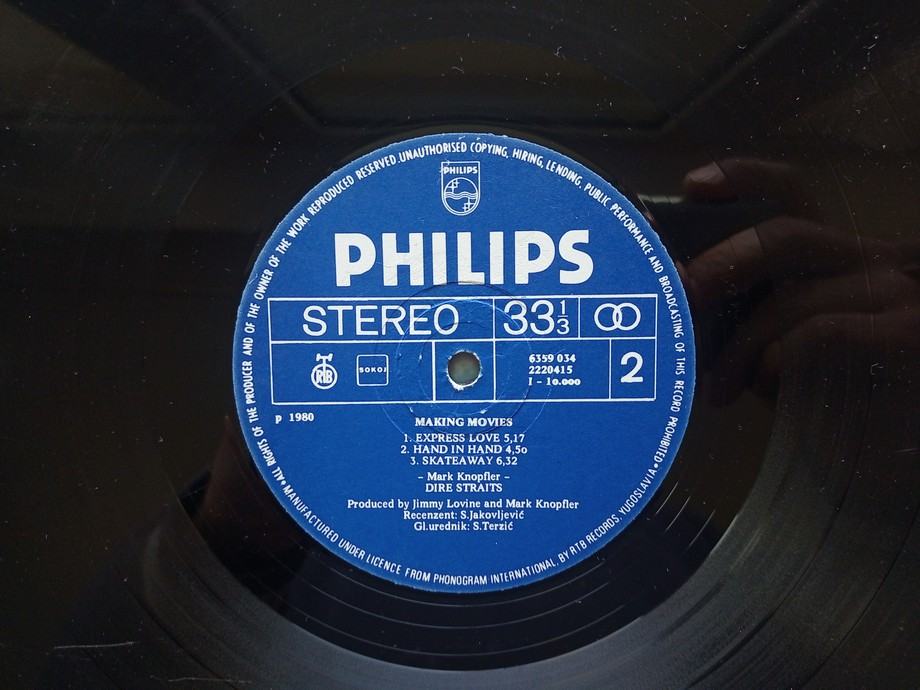 MANUFACTURED UNDER LICENCE FROM PHONOGRAM INTERNATIONAL, BY RTB RECORDS, YUGOSLAVIA • ALL RIGHTS OF THE PRODUCER AND OF THE OWNER OF THE WORK REPRODUCED RESERVED. UNAUTHORISED COPYING, HIRING, LENDING, PUBLIC PERFORMANCE AND BROADCASTING OF THIS RECORD PROHIBITED •
PHILIPS
PHILIPS
STEREO 33 1/3
RTB SOKOJ
6359 034
2220415
I – 10.000
2
p 1980
MAKING MOVIES
1. EXPRESS LOVE 5,17
2. HAND IN HAND 4,50
3. SKATEAWAY 6,32
– Mark Knopfler –
DIRE STRAITS
Produced by Jimmy Lovine and Mark Knopfler
Recenzent: S.Jakovljević
Gl.urednik: S.Terzić